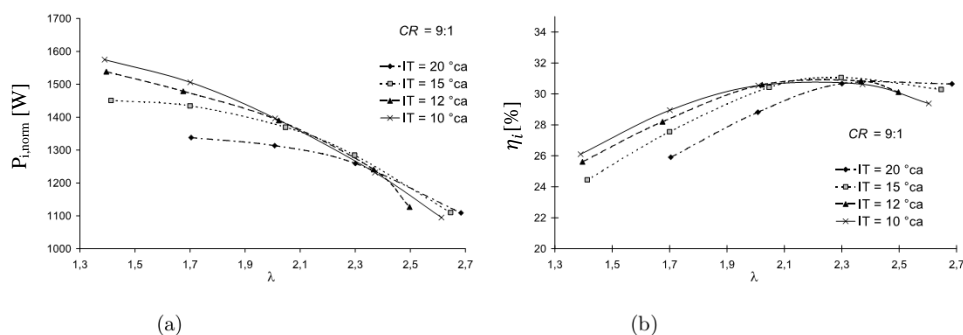 1700
1600
1500
1400
1300
1200
1100
1000
P i,norm [W]
1,3 1,5 1,7 1,9 2,1 2,3 2,5 2,7
λ
CR = 9:1
IT = 20 °ca
IT = 15 °ca
IT = 12 °ca
IT = 10 °ca
(a)
36
34
32
30
28
26
24
22
20
η i [%]
1,3 1,5 1,7 1,9 2,1 2,3 2,5 2,7
λ
CR = 9:1
IT = 20 °ca
IT = 15 °ca
IT = 12 °ca
IT = 10 °ca
(b)